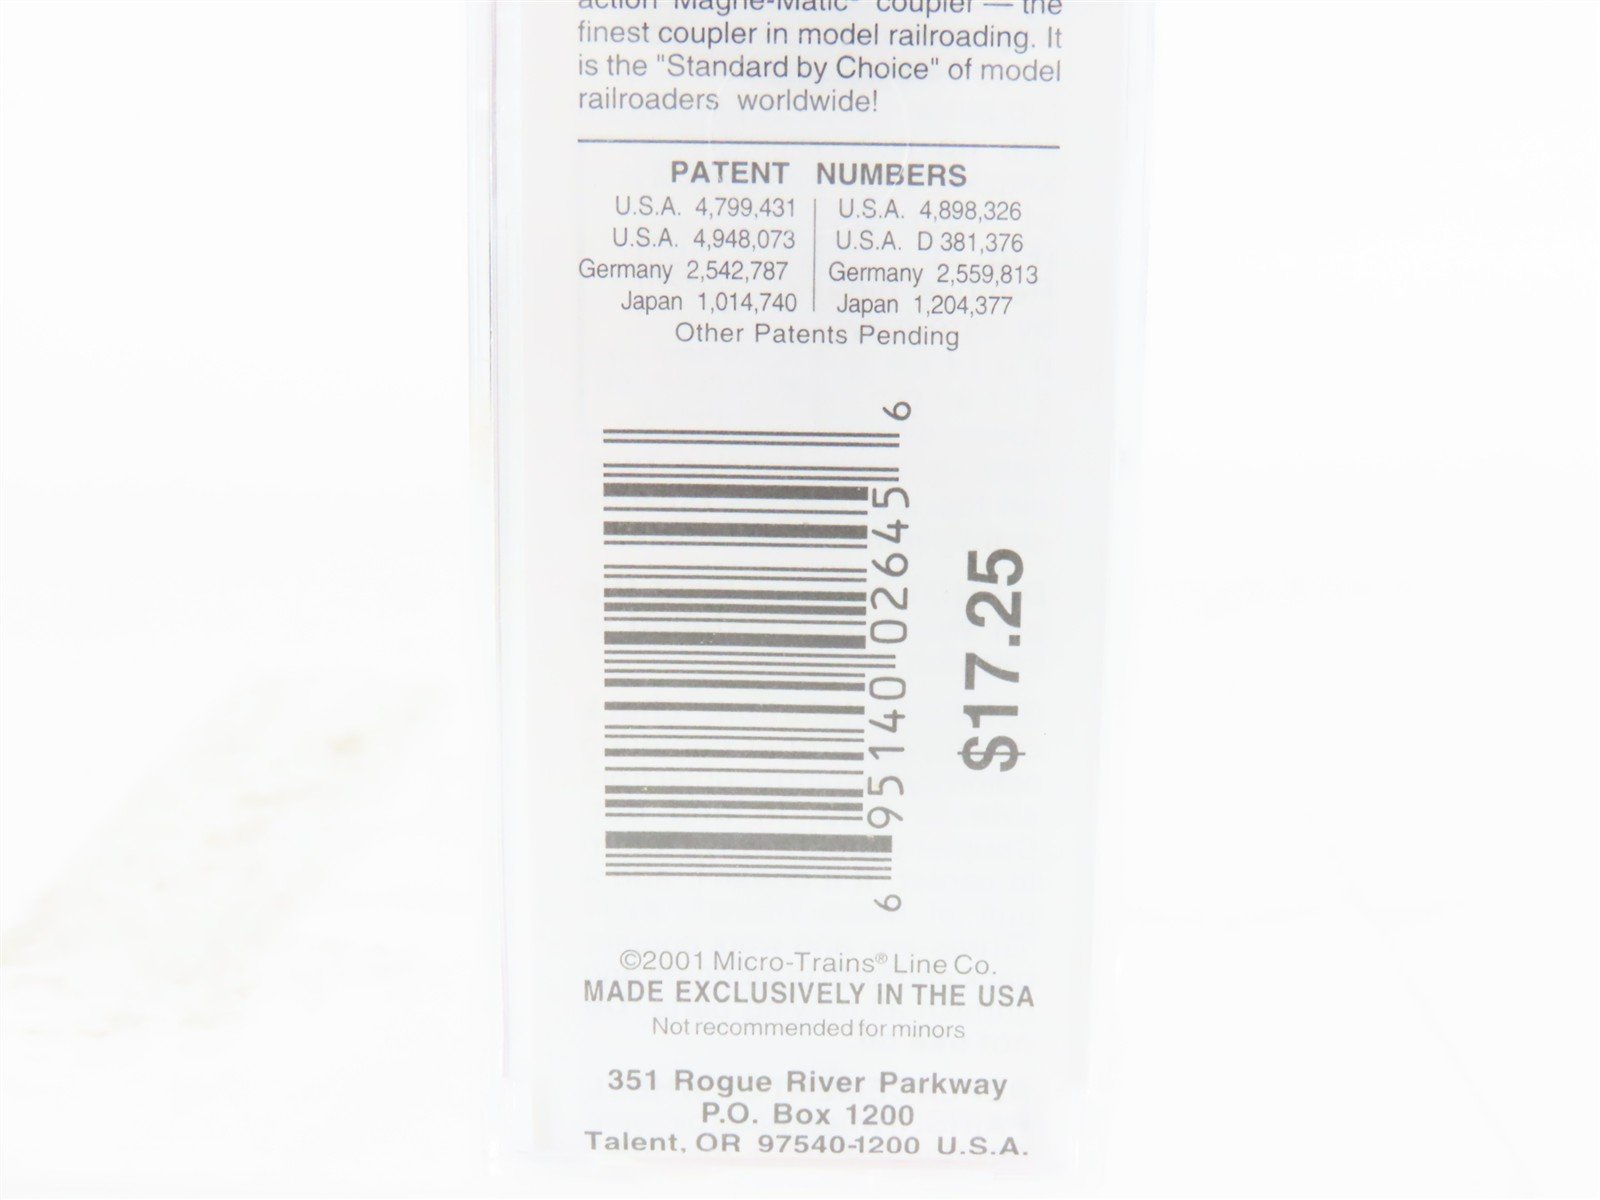 action Magne-Matic® coupler — the
finest coupler in model railroading. It
is the "Standard by Choice" of model
railroaders worldwide!
PATENT NUMBERS
U.S.A. 4,799,431 | U.S.A. 4,898,326
U.S.A. 4,948,073 | U.S.A. D 381,376
Germany 2,542,787 | Germany 2,559,813
Japan 1,014,740 | Japan 1,204,377
Other Patents Pending
6 95140 02645 6
$17.25
©2001 Micro-Trains® Line Co.
MADE EXCLUSIVELY IN THE USA
Not recommended for minors
351 Rogue River Parkway
P.O. Box 1200
Talent, OR 97540-1200 U.S.A.